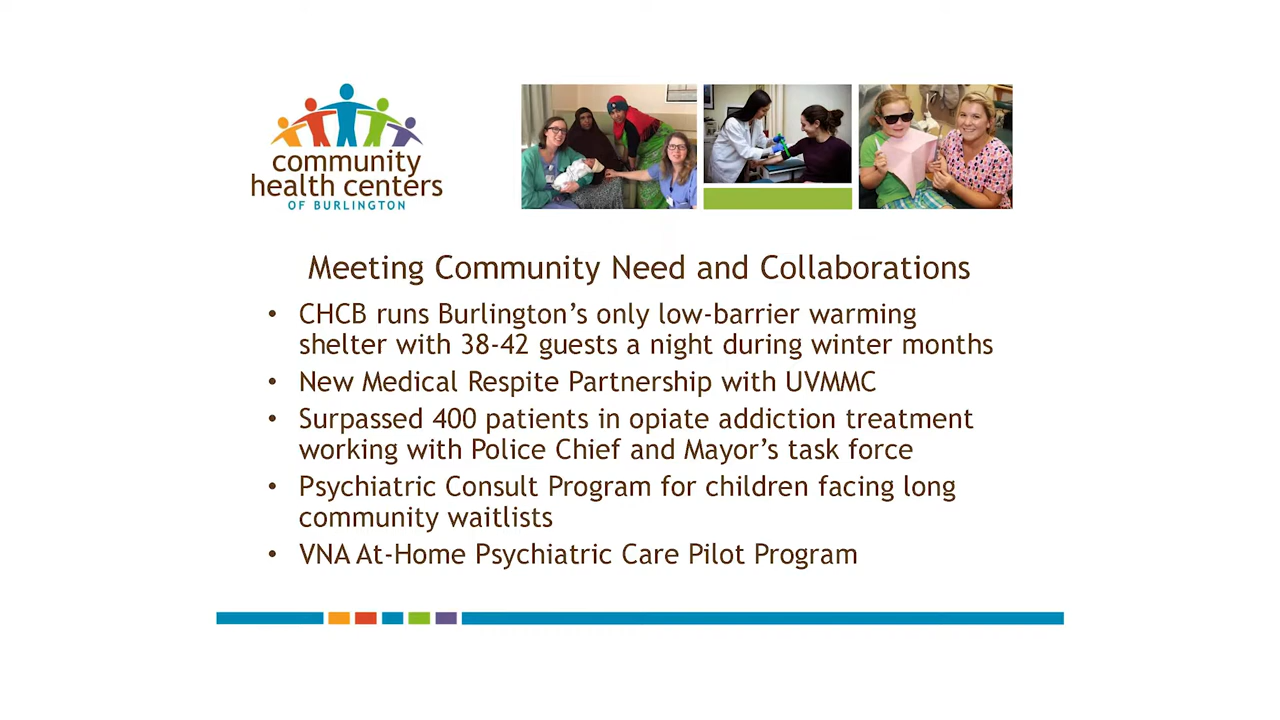 community
health centers
OF BURLINGTON
Meeting Community Need and Collaborations
• CHCB runs Burlington’s only low-barrier warming
shelter with 38-42 guests a night during winter months
• New Medical Respite Partnership with UVMMC
• Surpassed 400 patients in opiate addiction treatment
working with Police Chief and Mayor’s task force
• Psychiatric Consult Program for children facing long
community waitlists
• VNA At-Home Psychiatric Care Pilot Program